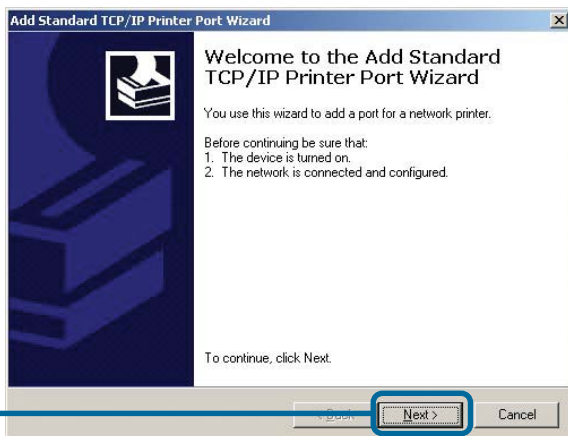 Add Standard TCP/IP Printer Port Wizard
Welcome to the Add Standard
TCP/IP Printer Port Wizard
You use this wizard to add a port for a network printer.
Before continuing be sure that:
1. The device is turned on.
2. The network is connected and configured.
To continue, click Next.
< Back Next > Cancel